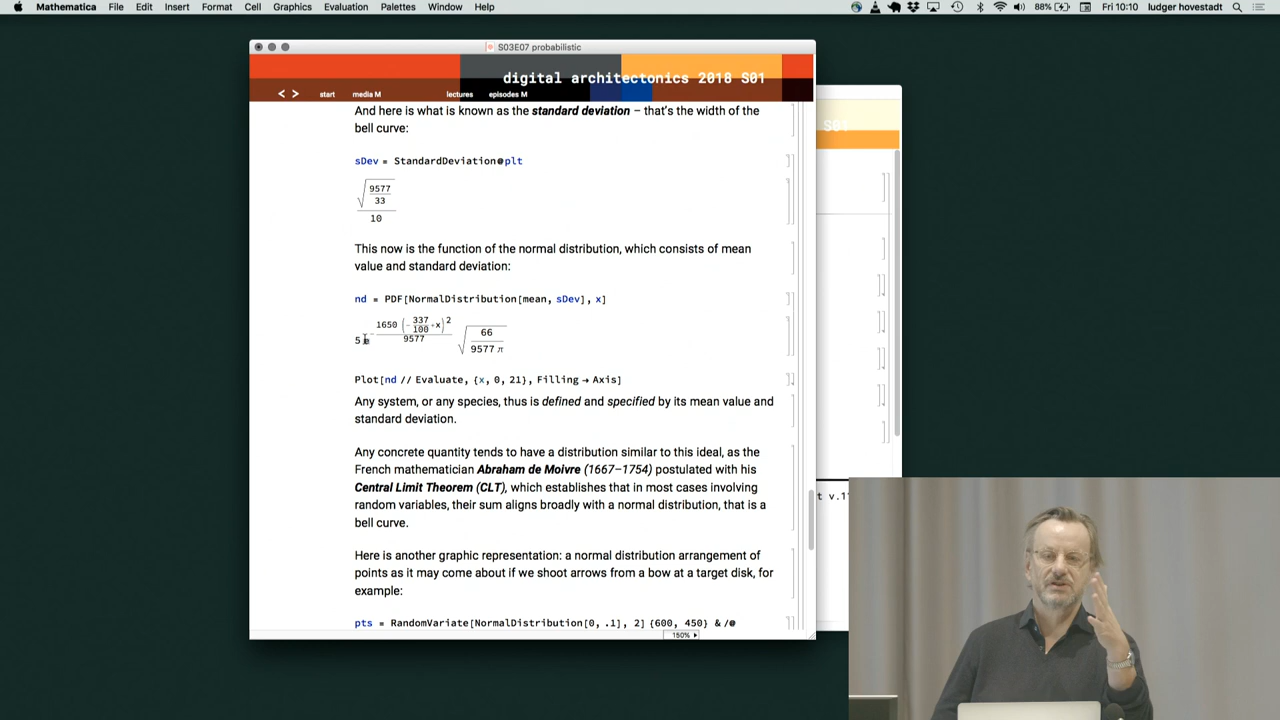 Mathematica File Edit Insert Format Cell Graphics Evaluation Palettes Window Help
88% Fri 10:10 ludger hovestadt
S03E07 probabilistic
digital architectonics 2018 S01
< > start media M lectures episodes M
S01
And here is what is known as the standard deviation – that's the width of the
bell curve:
sDev = StandardDeviation@plt
√
9577
33
10
This now is the function of the normal distribution, which consists of mean
value and standard deviation:
nd = PDF[NormalDistribution[mean, sDev], x]
5 e^-(1650 (-337/100+x)^2/9577) √(66/(9577 π))
Plot[nd // Evaluate, {x, 0, 21}, Filling → Axis]
Any system, or any species, thus is defined and specified by its mean value and
standard deviation.
Any concrete quantity tends to have a distribution similar to this ideal, as the
French mathematician Abraham de Moivre (1667–1754) postulated with his
Central Limit Theorem (CLT), which establishes that in most cases involving
random variables, their sum aligns broadly with a normal distribution, that is a
bell curve.
Here is another graphic representation: a normal distribution arrangement of
points as it may come about if we shoot arrows from a bow at a target disk, for
example:
pts = RandomVariate[NormalDistribution[0, .1], 2] {600, 450} & /@
150%